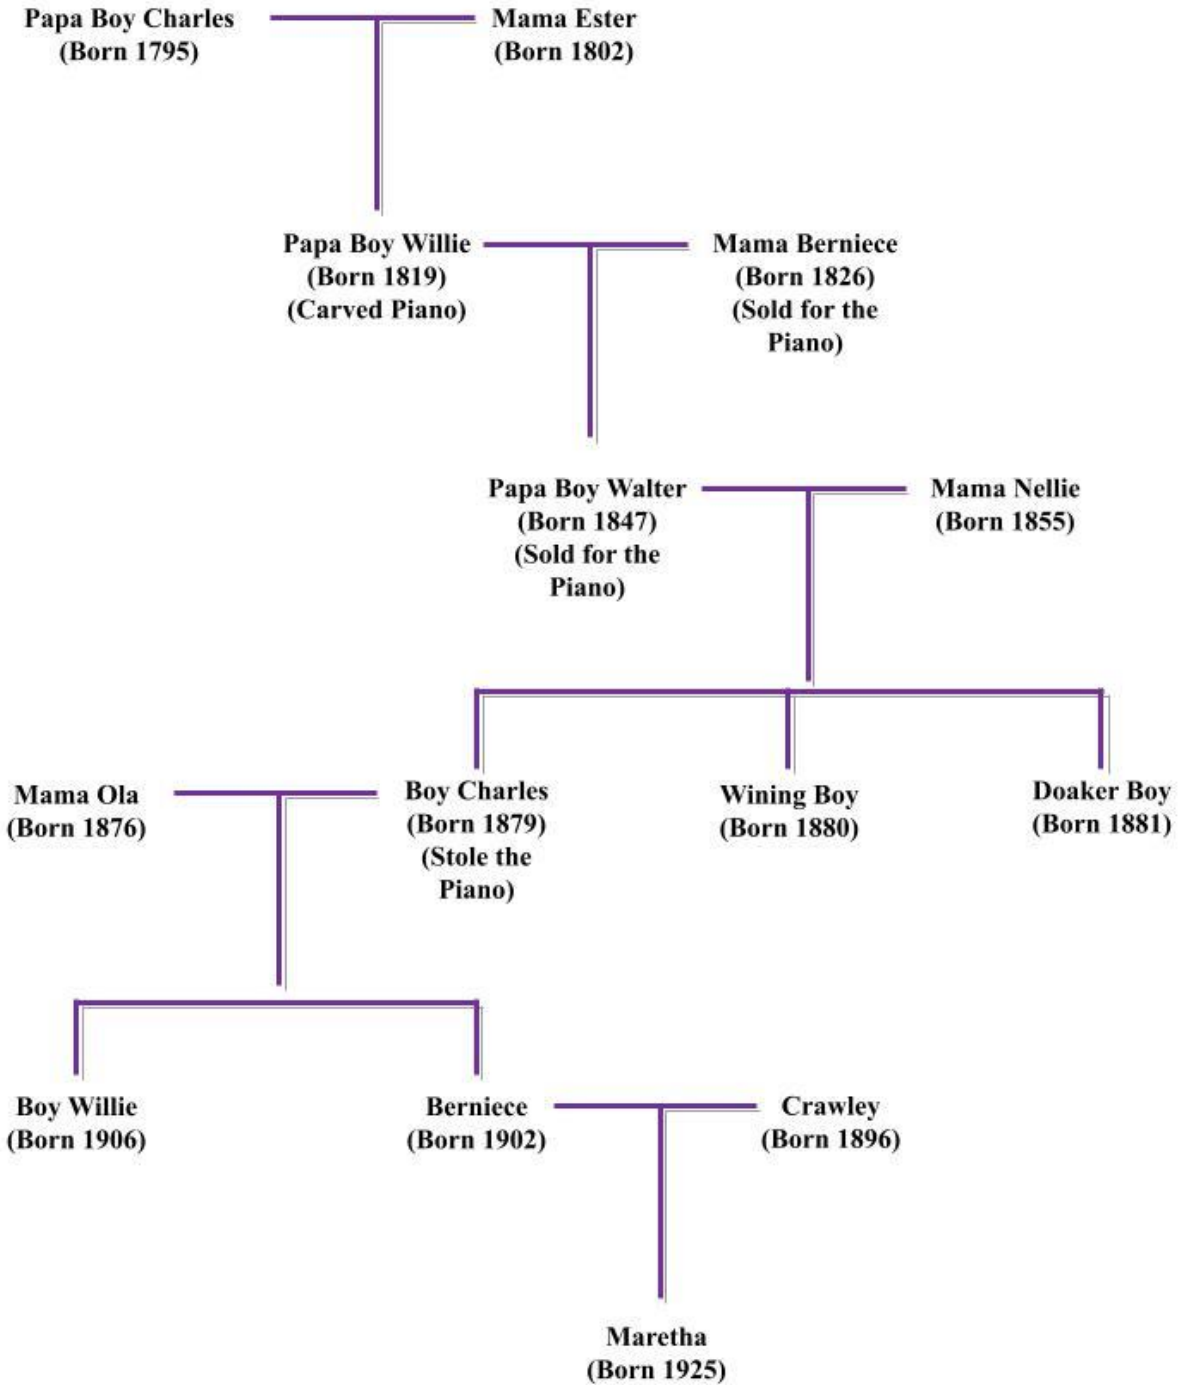 Papa Boy Charles
(Born 1795)
Mama Ester
(Born 1802)
Papa Boy Willie
(Born 1819)
(Carved Piano)
Mama Berniece
(Born 1826)
(Sold for the
Piano)
Papa Boy Walter
(Born 1847)
(Sold for the
Piano)
Mama Nellie
(Born 1855)
Mama Ola
(Born 1876)
Boy Charles
(Born 1879)
(Stole the
Piano)
Wining Boy
(Born 1880)
Doaker Boy
(Born 1881)
Boy Willie
(Born 1906)
Berniece
(Born 1902)
Crawley
(Born 1896)
Maretha
(Born 1925)